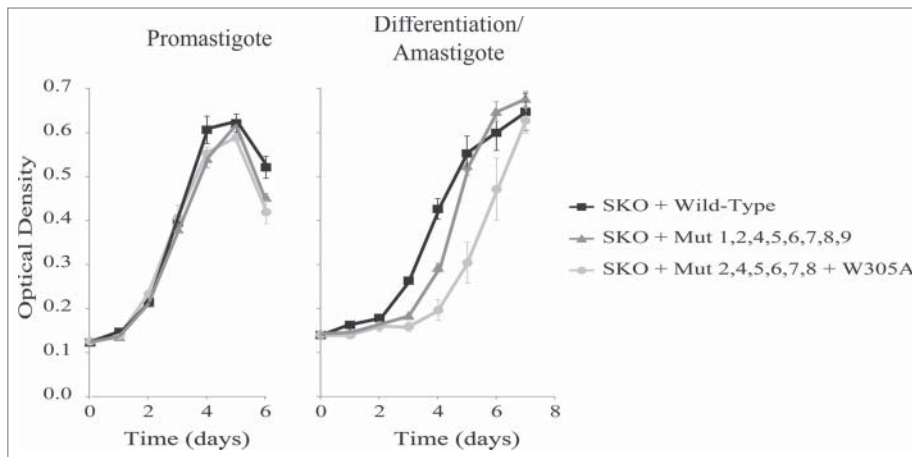 Promastigote
Differentiation/
Amastigote
Optical Density
0.7
0.6
0.5
0.4
0.3
0.2
0.1
0.0
0 2 4 6
0 2 4 6 8
Time (days)
Time (days)
SKO + Wild-Type
SKO + Mut 1,2,4,5,6,7,8,9
SKO + Mut 2,4,5,6,7,8 + W305A